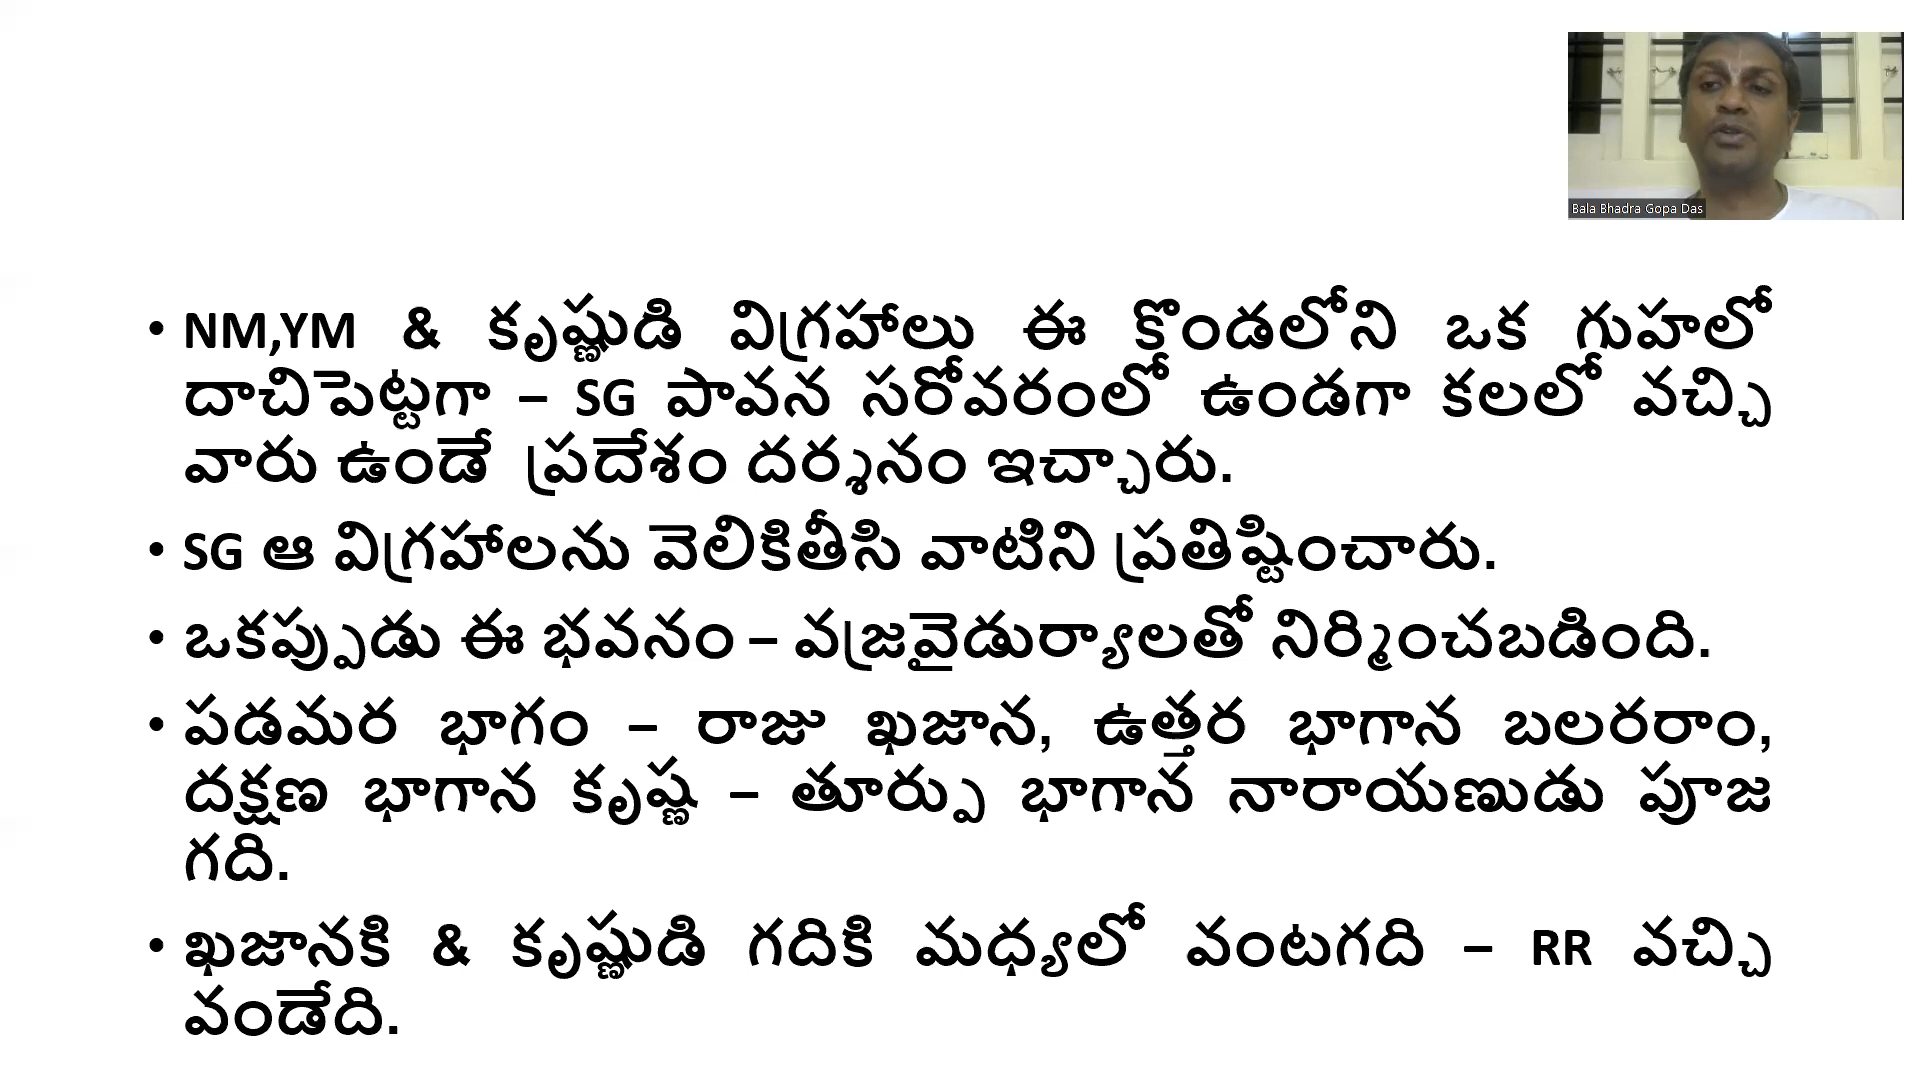 Bala Bhadra Gopa Das
• NM,YM & కృష్ణుడి విగ్రహాలు ఈ కొండలోని ఒక గుహలో
దాచిపెట్టగా – SG పావన సరోవరంలో ఉండగా కలలో వచ్చి
వారు ఉండే ప్రదేశం దర్శనం ఇచ్చారు.
• SG ఆ విగ్రహాలను వెలికితీసి వాటిని ప్రతిష్టించారు.
• ఒకప్పుడు ఈ భవనం – వజ్రవైడుర్యాలతో నిర్మించబడింది.
• పడమర భాగం – రాజు ఖజాన, ఉత్తర భాగాన బలరరాం,
దక్షణ భాగాన కృష్ణ – తూర్పు భాగాన నారాయణుడు పూజ
గది.
• ఖజానకి & కృష్ణుడి గదికి మధ్యలో వంటగది – RR వచ్చి
వండేది.